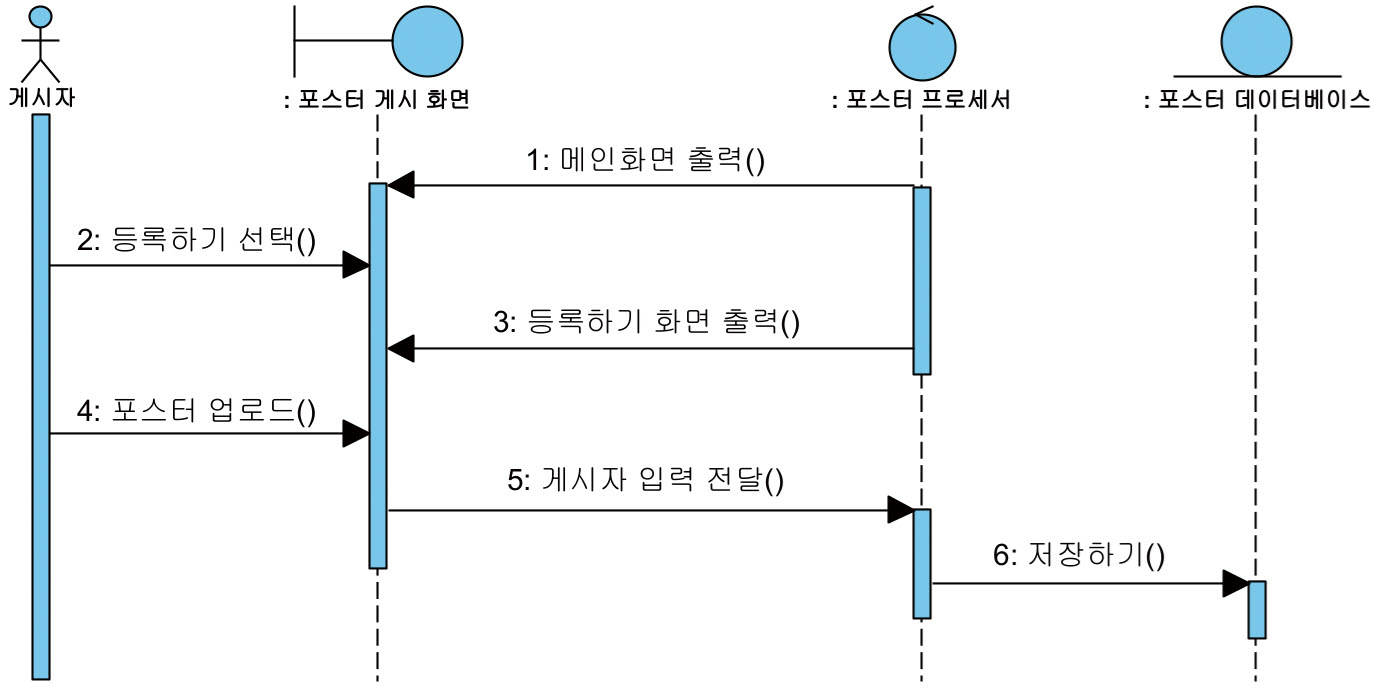 게시자
: 포스터 게시 화면
: 포스터 프로세서
: 포스터 데이터베이스
1: 메인화면 출력()
2: 등록하기 선택()
3: 등록하기 화면 출력()
4: 포스터 업로드()
5: 게시자 입력 전달()
6: 저장하기()